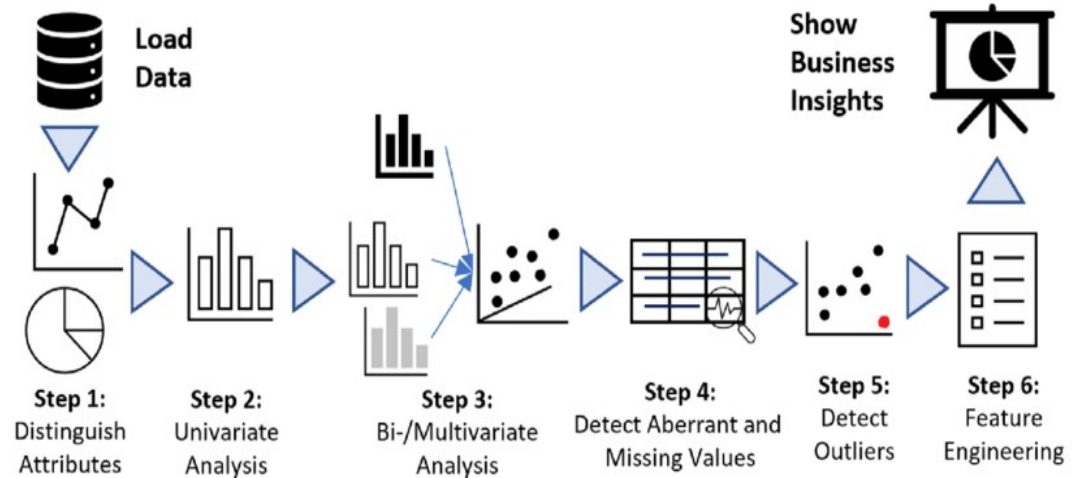 Load
Data
Show
Business
Insights
Step 1:
Distinguish
Attributes
Step 2:
Univariate
Analysis
Step 3:
Bi-/Multivariate
Analysis
Step 4:
Detect Aberrant and
Missing Values
Step 5:
Detect
Outliers
Step 6:
Feature
Engineering